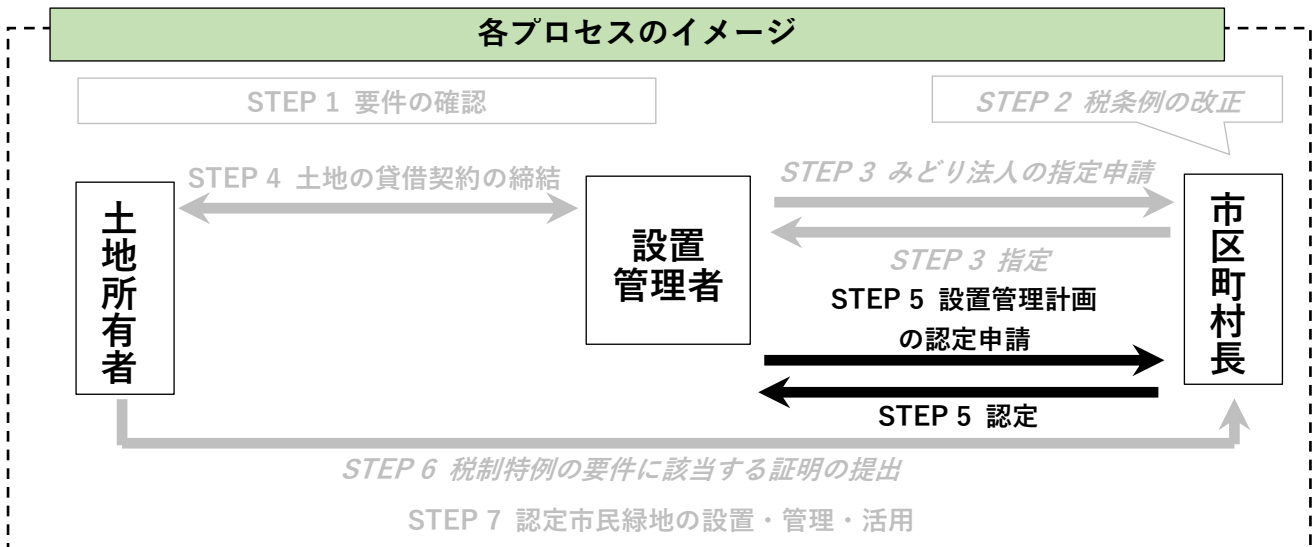 各プロセスのイメージ
STEP 1 要件の確認
STEP 2 税条例の改正
STEP 4 土地の貸借契約の締結
STEP 3 みどり法人の指定申請
土地所有者
設置
管理者
市区町村長
STEP 3 指定
STEP 5 設置管理計画
の認定申請
STEP 5 認定
STEP 6 税制特例の要件に該当する証明の提出
STEP 7 認定市民緑地の設置・管理・活用